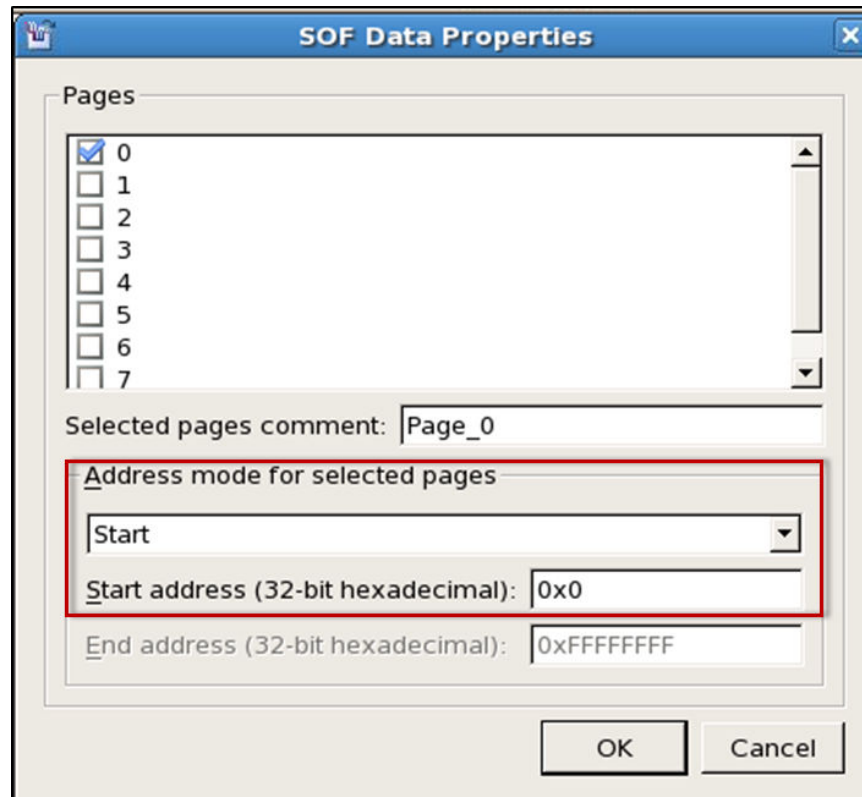 SOF Data Properties
Pages
0
1
2
3
4
5
6
7
Selected pages comment: Page_0
Address mode for selected pages
Start
Start address (32-bit hexadecimal): 0x0
End address (32-bit hexadecimal): 0xFFFFFFFF
OK Cancel